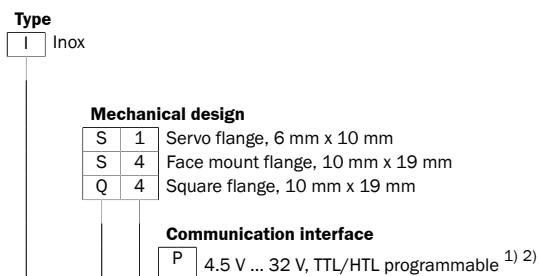 Type
I Inox
Mechanical design
S 1 Servo flange, 6 mm x 10 mm
S 4 Face mount flange, 10 mm x 19 mm
Q 4 Square flange, 10 mm x 19 mm
Communication interface
P 4.5 V ... 32 V, TTL/HTL programmable 1) 2)